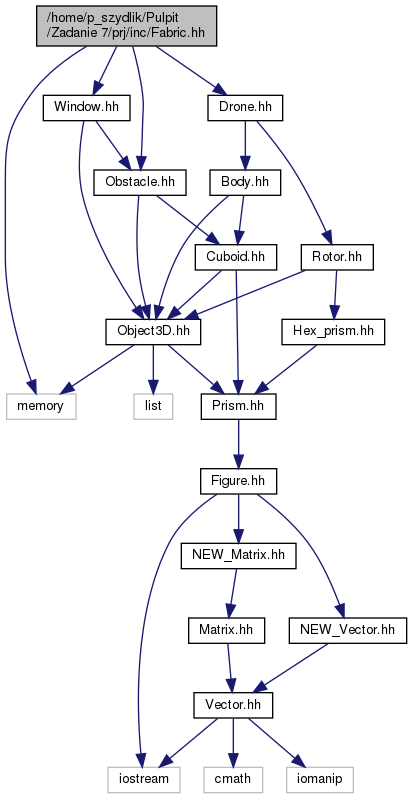 /home/p_szydlik/Pulpit
/Zadanie 7/prj/inc/Fabric.hh
Window.hh
Drone.hh
Obstacle.hh
Body.hh
Cuboid.hh
Rotor.hh
Object3D.hh
Hex_prism.hh
memory
list
Prism.hh
Figure.hh
NEW_Matrix.hh
Matrix.hh
NEW_Vector.hh
Vector.hh
iostream
cmath
iomanip